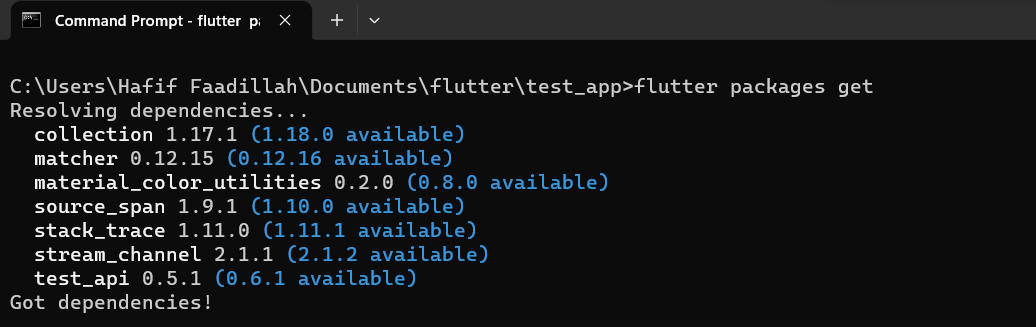 Command Prompt - flutter pa
C:\Users\Hafif Faadillah\Documents\flutter\test_app>flutter packages get
Resolving dependencies...
collection 1.17.1 (1.18.0 available)
matcher 0.12.15 (0.12.16 available)
material_color_utilities 0.2.0 (0.8.0 available)
source_span 1.9.1 (1.10.0 available)
stack_trace 1.11.0 (1.11.1 available)
stream_channel 2.1.1 (2.1.2 available)
test_api 0.5.1 (0.6.1 available)
Got dependencies!